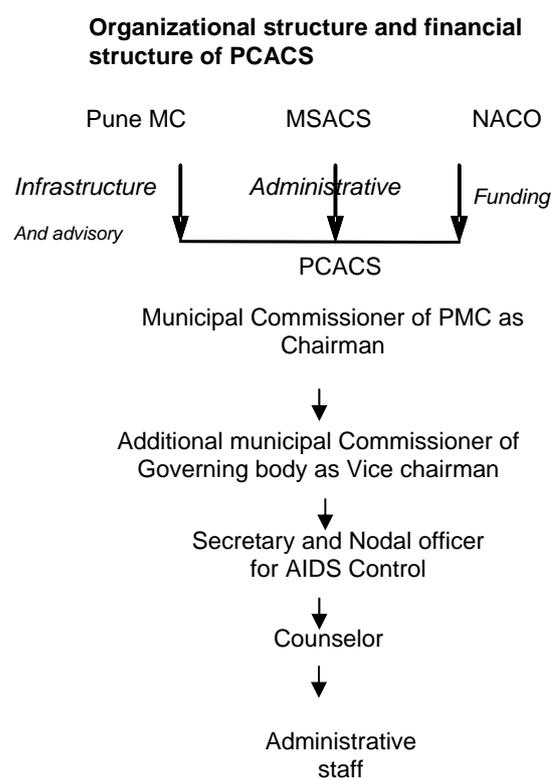 Organizational structure and financial
structure of PCACS
Pune MC MSACS NACO
Infrastructure Administrative Funding
And advisory
PCACS
Municipal Commissioner of PMC as
Chairman
Additional municipal Commissioner of
Governing body as Vice chairman
Secretary and Nodal officer
for AIDS Control
Counselor
Administrative
staff